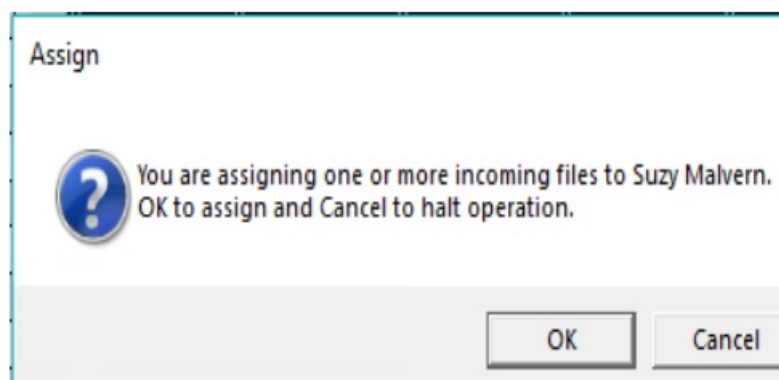 Assign
You are assigning one or more incoming files to Suzy Malvern.
OK to assign and Cancel to halt operation.
OK
Cancel